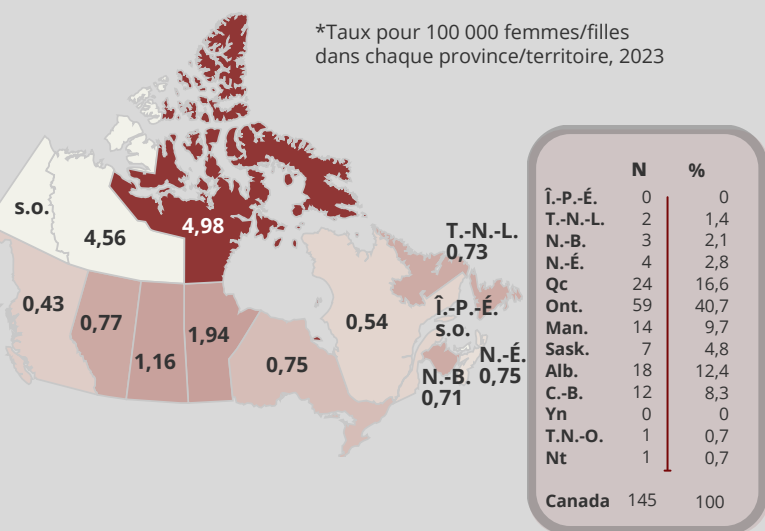 *Taux pour 100 000 femmes/filles
dans chaque province/territoire, 2023
s.o.
4,56
4,98
0,43
0,77
1,16
1,94
0,75
0,54
T.-N.-L.
0,73
Î.-P.-É.
s.o.
N.-É.
0,75
N.-B.
0,71
N %
Î.-P.-É. 0 0
T.-N.-L. 2 1,4
N.-B. 3 2,1
N.-É. 4 2,8
Qc 24 16,6
Ont. 59 40,7
Man. 14 9,7
Sask. 7 4,8
Alb. 18 12,4
C.-B. 12 8,3
Yn 0 0
T.N.-O. 1 0,7
Nt 1 0,7
Canada 145 100